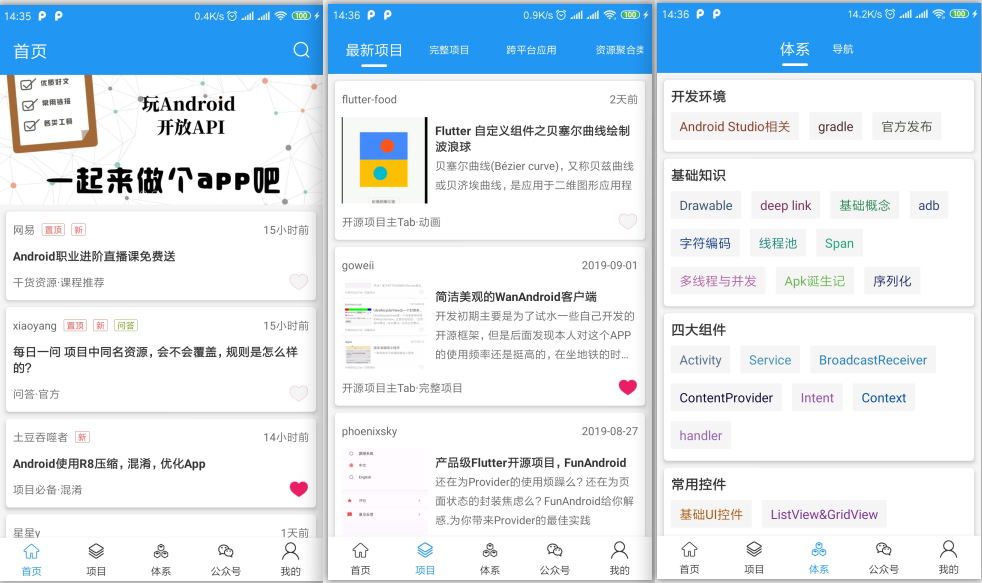 14:35
0.4K/s
100
首页
优质好文
常用链接
各类工具
玩Android
开放API
一起来做个app吧
网易 置顶 新 15小时前
Android职业进阶直播课免费送
干货资源·课程推荐
xiaoyang 置顶 新 问答 15小时前
每日一问 项目中同名资源，会不会覆盖，规则是怎么样
的?
问答·官方
土豆吞噬者 新 14小时前
Android使用R8压缩，混淆，优化App
项目必备·混淆
星星y 1天前
首页 项目 体系 公众号 我的
14:36
0.9K/s
100
最新项目 完整项目 跨平台应用 资源聚合类
flutter-food 2天前
Flutter 自定义组件之贝塞尔曲线绘制
波浪球
贝塞尔曲线(Bézier curve)，又称贝兹曲线
或贝济埃曲线，是应用于二维图形应用程
开源项目主Tab·动画
goweii 2019-09-01
简洁美观的WanAndroid客户端
开发初期主要是为了试水一些自己开发的
开源框架，但是后面发现本人对这个APP
的使用频率还是挺高的，在坐地铁的时...
开源项目主Tab·完整项目
phoenixsky 2019-08-27
产品级Flutter开源项目，FunAndroid
还在为Provider的使用烦躁么? 还在为页
面状态的封装焦虑么? FunAndroid给你解
惑,为你带来Provider的最佳实践
中文
English
首页 项目 体系 公众号 我的
14:36
14.2K/s
100
体系 导航
开发环境
Android Studio相关 gradle 官方发布
基础知识
Drawable deep link 基础概念 adb
字符编码 线程池 Span
多线程与并发 Apk诞生记 序列化
四大组件
Activity Service BroadcastReceiver
ContentProvider Intent Context
handler
常用控件
基础UI控件 ListView&GridView
首页 项目 体系 公众号 我的